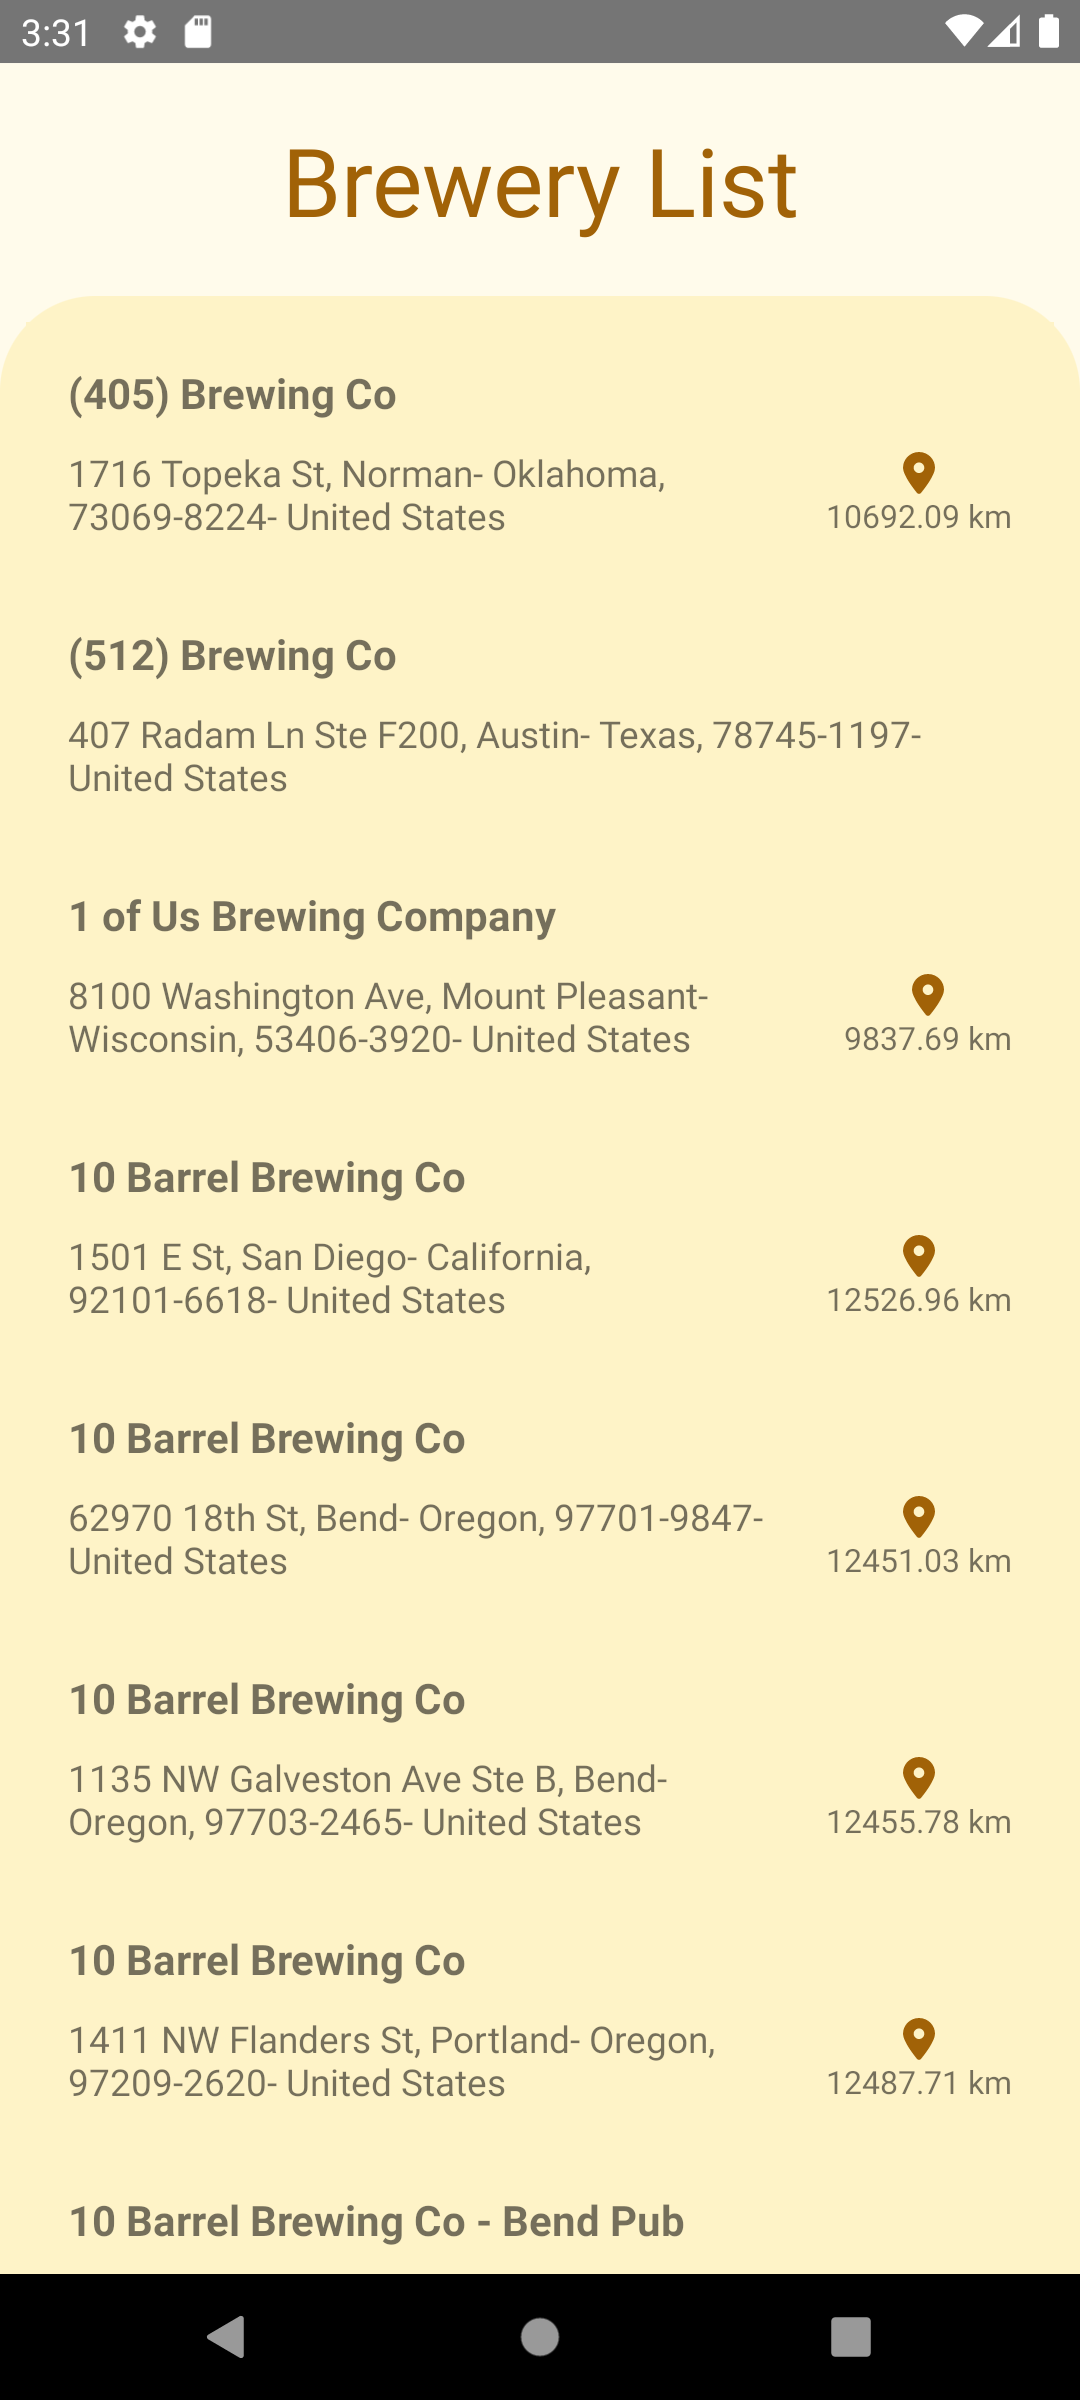 3:31
Brewery List
(405) Brewing Co
1716 Topeka St, Norman- Oklahoma,
73069-8224- United States
10692.09 km
(512) Brewing Co
407 Radam Ln Ste F200, Austin- Texas, 78745-1197-
United States
1 of Us Brewing Company
8100 Washington Ave, Mount Pleasant-
Wisconsin, 53406-3920- United States
9837.69 km
10 Barrel Brewing Co
1501 E St, San Diego- California,
92101-6618- United States
12526.96 km
10 Barrel Brewing Co
62970 18th St, Bend- Oregon, 97701-9847-
United States
12451.03 km
10 Barrel Brewing Co
1135 NW Galveston Ave Ste B, Bend-
Oregon, 97703-2465- United States
12455.78 km
10 Barrel Brewing Co
1411 NW Flanders St, Portland- Oregon,
97209-2620- United States
12487.71 km
10 Barrel Brewing Co - Bend Pub